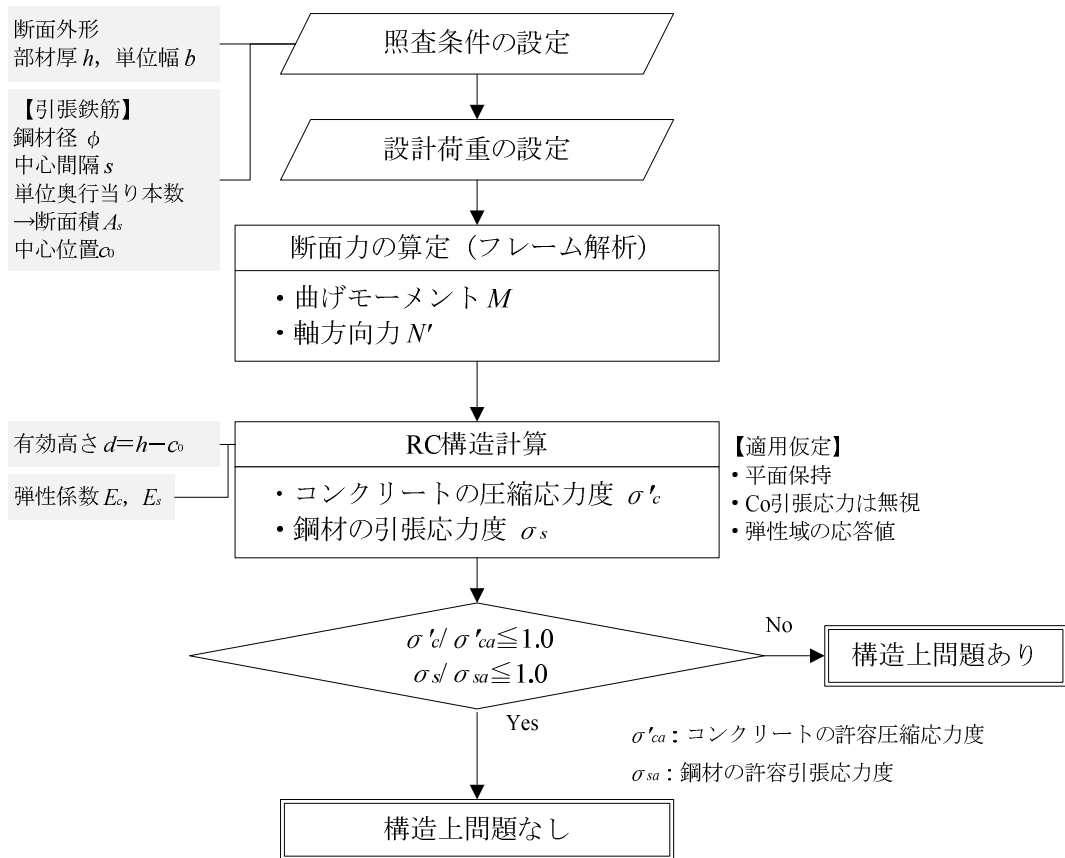 断面外形
部材厚 h，単位幅 b
照査条件の設定
【引張鉄筋】
鋼材径 φ
中心間隔 s
単位奥行当り本数
→断面積 As
中心位置c0
設計荷重の設定
断面力の算定（フレーム解析）
・曲げモーメント M
・軸方向力 N′
有効高さ d＝h－c0
弾性係数 Ec，Es
RC構造計算
・コンクリートの圧縮応力度 σ′c
・鋼材の引張応力度 σs
【適用仮定】
・平面保持
・Co引張応力は無視
・弾性域の応答値
σ′c/ σ′ca≦1.0
σs/ σsa≦1.0
No
構造上問題あり
Yes
σ′ca：コンクリートの許容圧縮応力度
σsa：鋼材の許容引張応力度
構造上問題なし